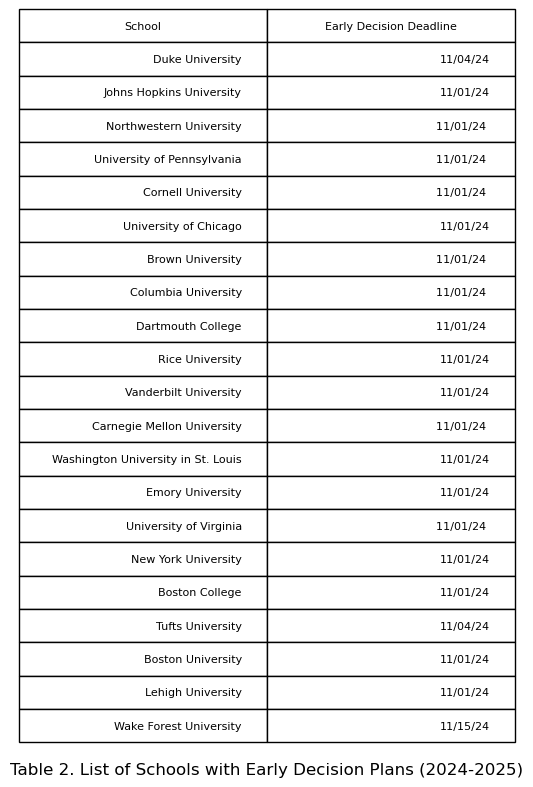 School Early Decision Deadline
Duke University 11/04/24
Johns Hopkins University 11/01/24
Northwestern University 11/01/24
University of Pennsylvania 11/01/24
Cornell University 11/01/24
University of Chicago 11/01/24
Brown University 11/01/24
Columbia University 11/01/24
Dartmouth College 11/01/24
Rice University 11/01/24
Vanderbilt University 11/01/24
Carnegie Mellon University 11/01/24
Washington University in St. Louis 11/01/24
Emory University 11/01/24
University of Virginia 11/01/24
New York University 11/01/24
Boston College 11/01/24
Tufts University 11/04/24
Boston University 11/01/24
Lehigh University 11/01/24
Wake Forest University 11/15/24
Table 2. List of Schools with Early Decision Plans (2024-2025)